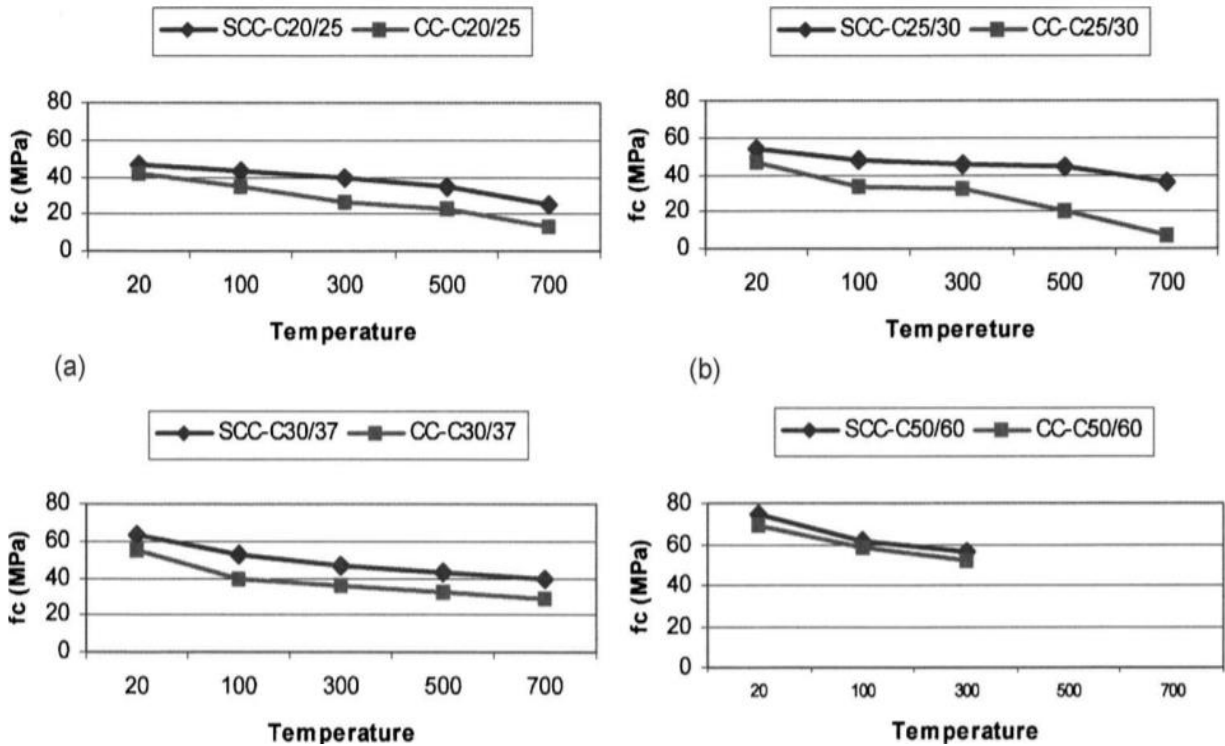 SCC-C20/25 CC-C20/25
80
60
40
20
0
fc (MPa)
20 100 300 500 700
Temperature
(a)
SCC-C25/30 CC-C25/30
80
60
40
20
0
fc (MPa)
20 100 300 500 700
Tempereture
(b)
SCC-C30/37 CC-C30/37
80
60
40
20
0
fc (MPa)
20 100 300 500 700
Temperature
SCC-C50/60 CC-C50/60
80
60
40
20
0
fc (MPa)
20 100 300 500 700
Temperature